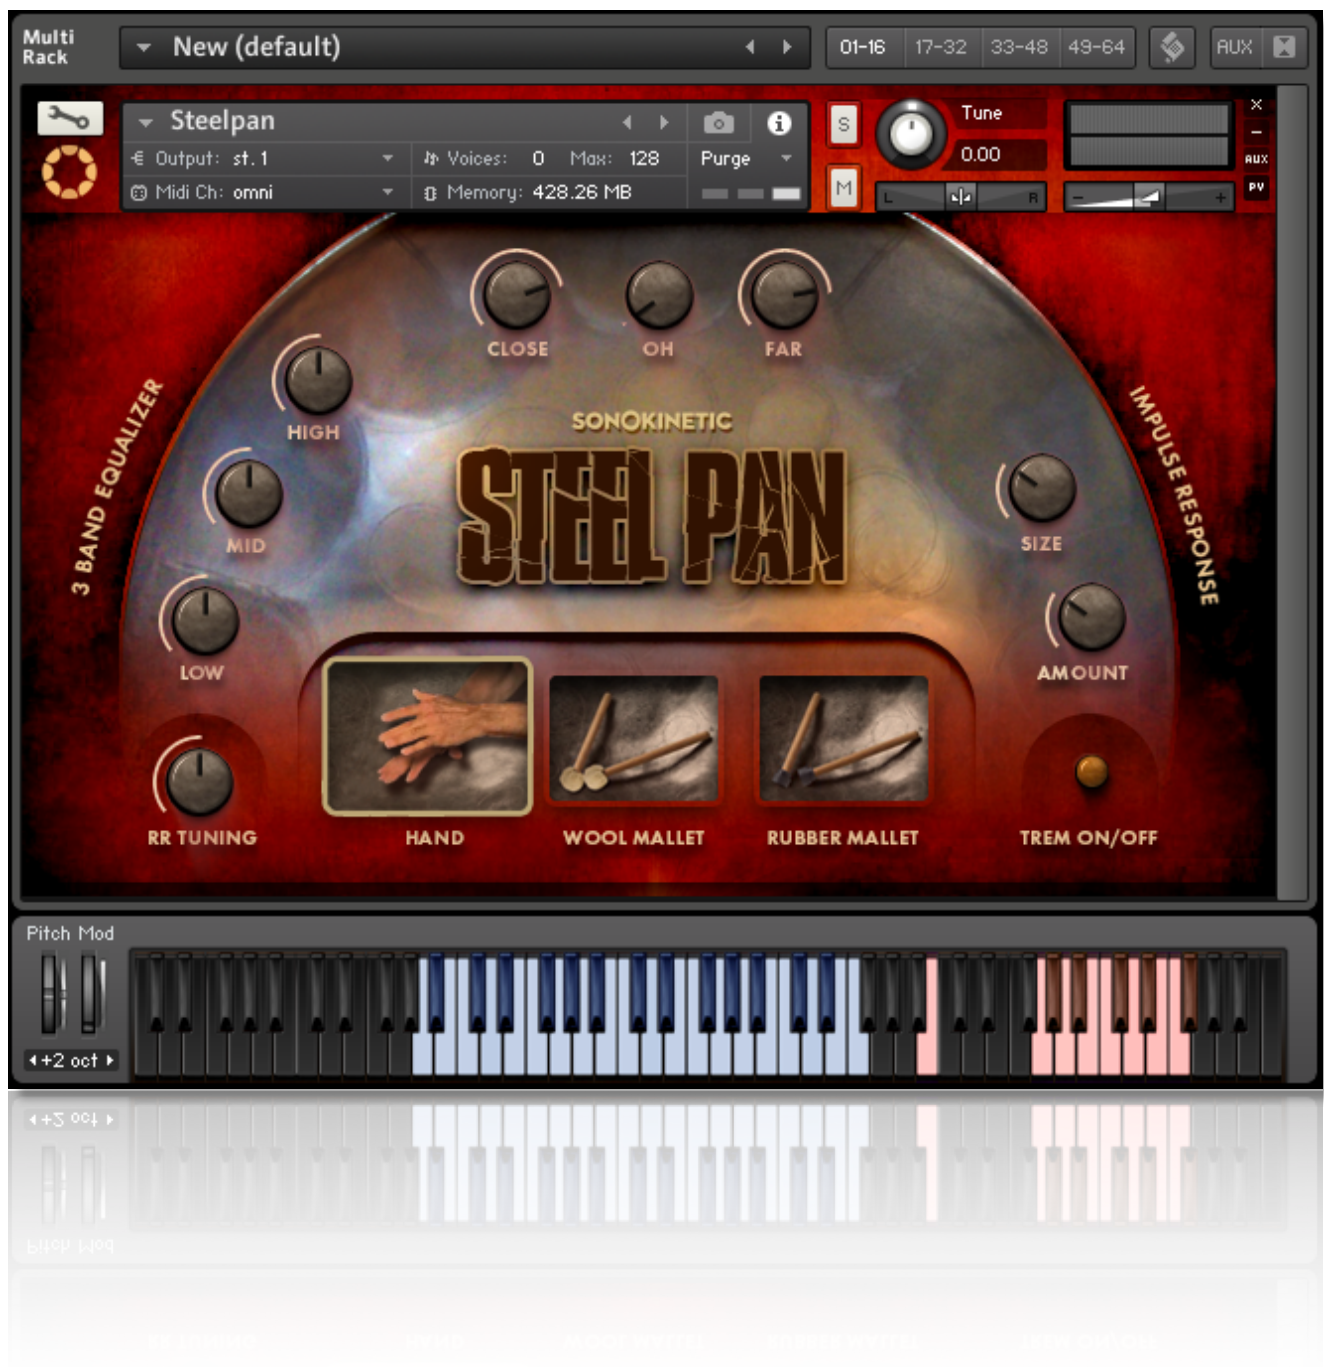 Multi
Rack
New (default)
01-16 17-32 33-48 49-64
AUX
Steelpan
i
S
Tune
X
–
Output: st.1
Voices: 0 Max: 128
Purge
0.00
AUX
Midi Ch: omni
Memory: 428.26 MB
M
L R
– +
PV
CLOSE OH FAR
HIGH
3 BAND EQUALIZER
IMPULSE RESPONSE
SONOKINETIC
STEEL PAN
MID
SIZE
LOW
AMOUNT
RR TUNING
HAND
WOOL MALLET
RUBBER MALLET
TREM ON/OFF
Pitch Mod
+2 oct